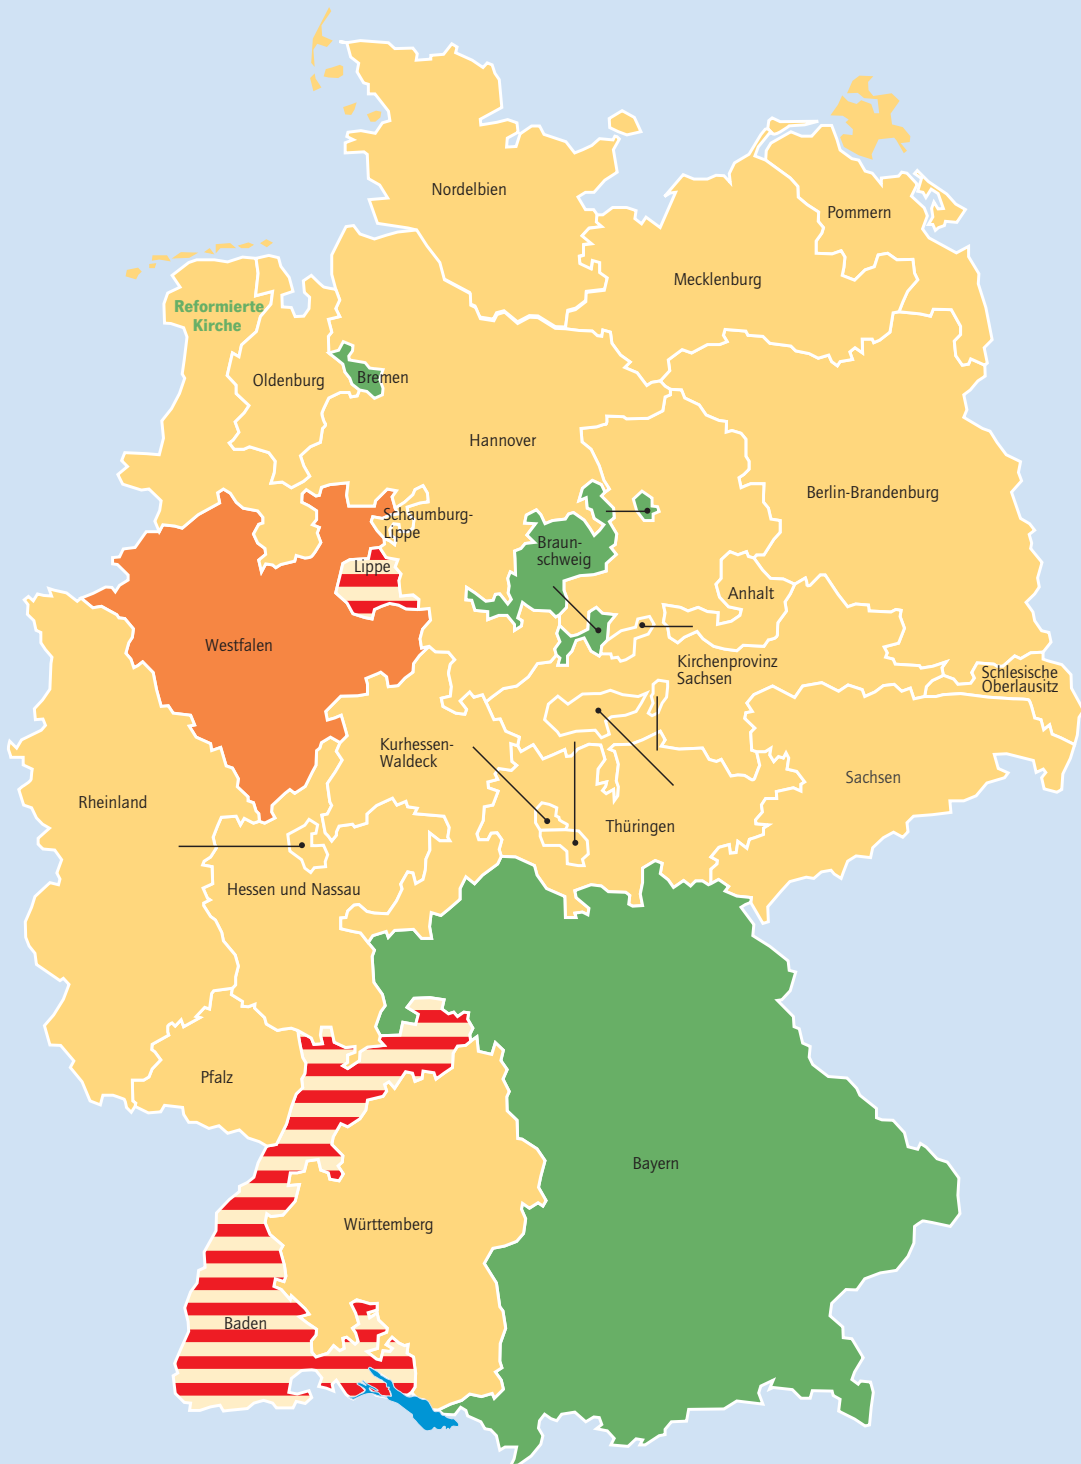 Nordelbien
Pommern
Mecklenburg
Reformierte
Kirche
Oldenburg
Bremen
Hannover
Berlin-Brandenburg
Schaumburg-
Lippe
Braun-
schweig
Lippe
Anhalt
Westfalen
Kirchenprovinz
Sachsen
Schlesische
Oberlausitz
Kurhessen-
Waldeck
Sachsen
Rheinland
Thüringen
Hessen und Nassau
Pfalz
Bayern
Württemberg
Baden